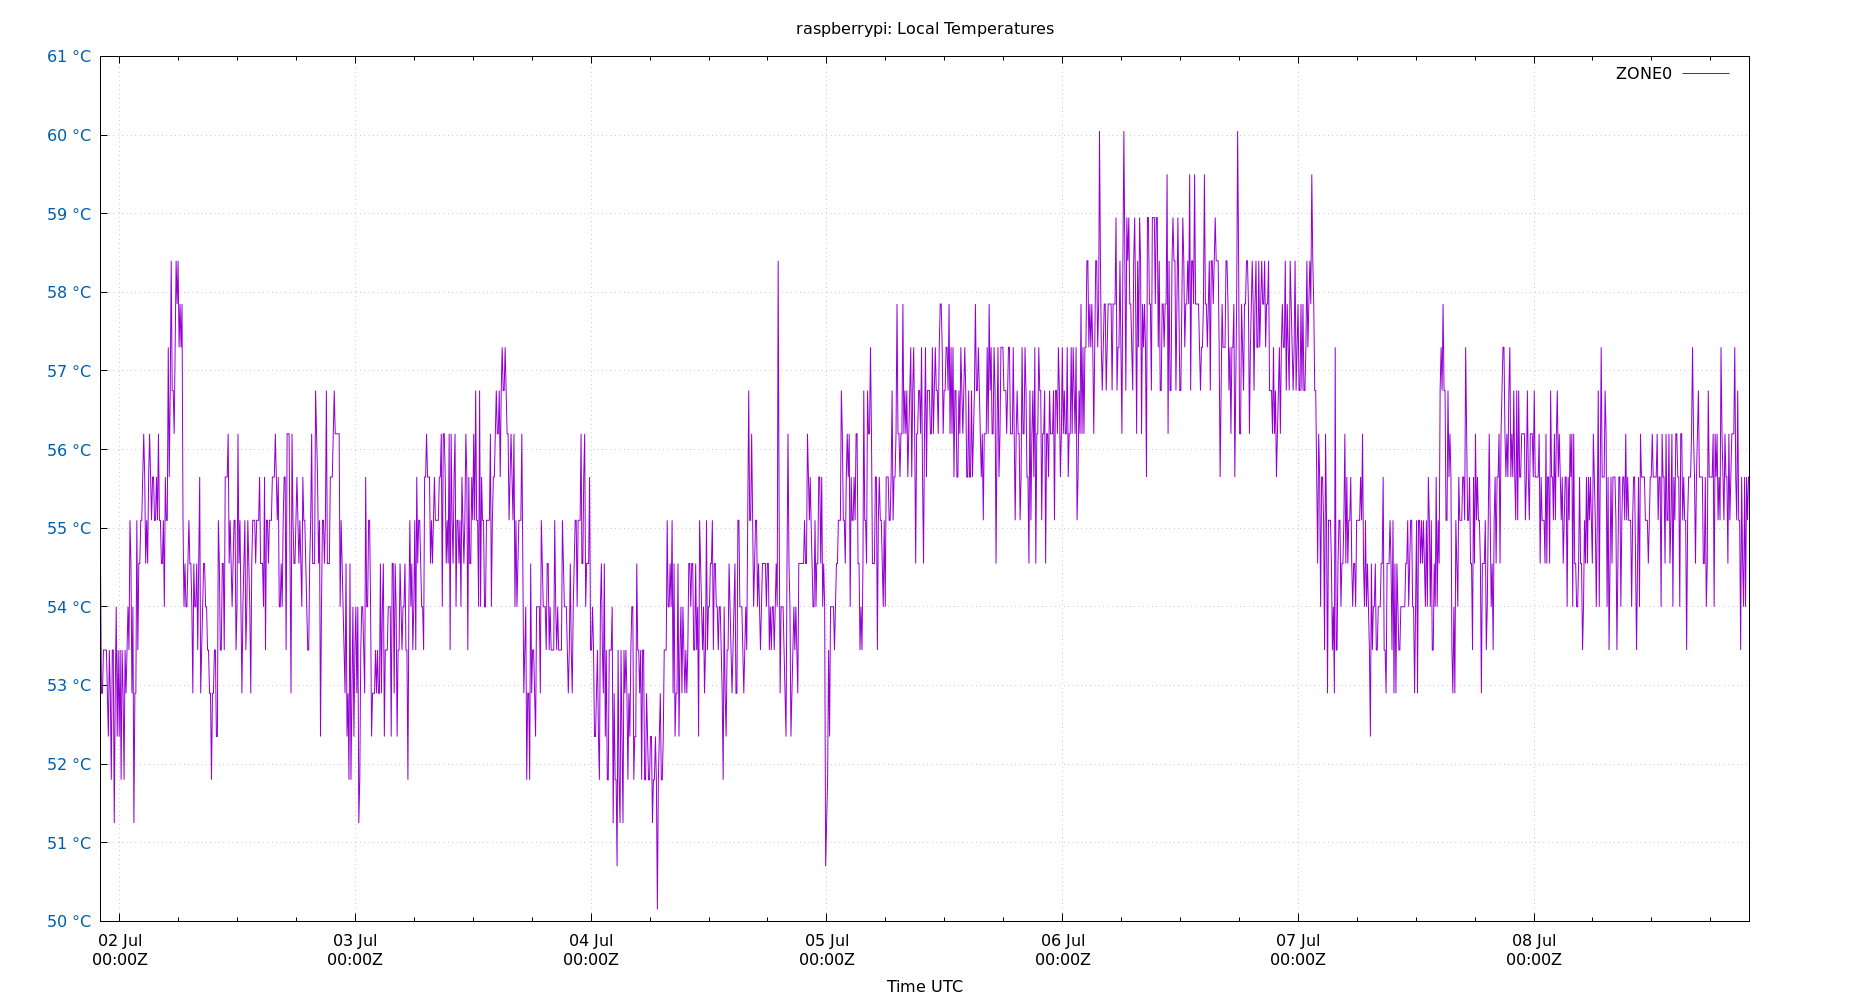 raspberrypi: Local Temperatures
61 °C
ZONE0
60 °C
59 °C
58 °C
57 °C
56 °C
55 °C
54 °C
53 °C
52 °C
51 °C
50 °C
02 Jul 03 Jul 04 Jul 05 Jul 06 Jul 07 Jul 08 Jul
00:00Z 00:00Z 00:00Z 00:00Z 00:00Z 00:00Z 00:00Z
Time UTC